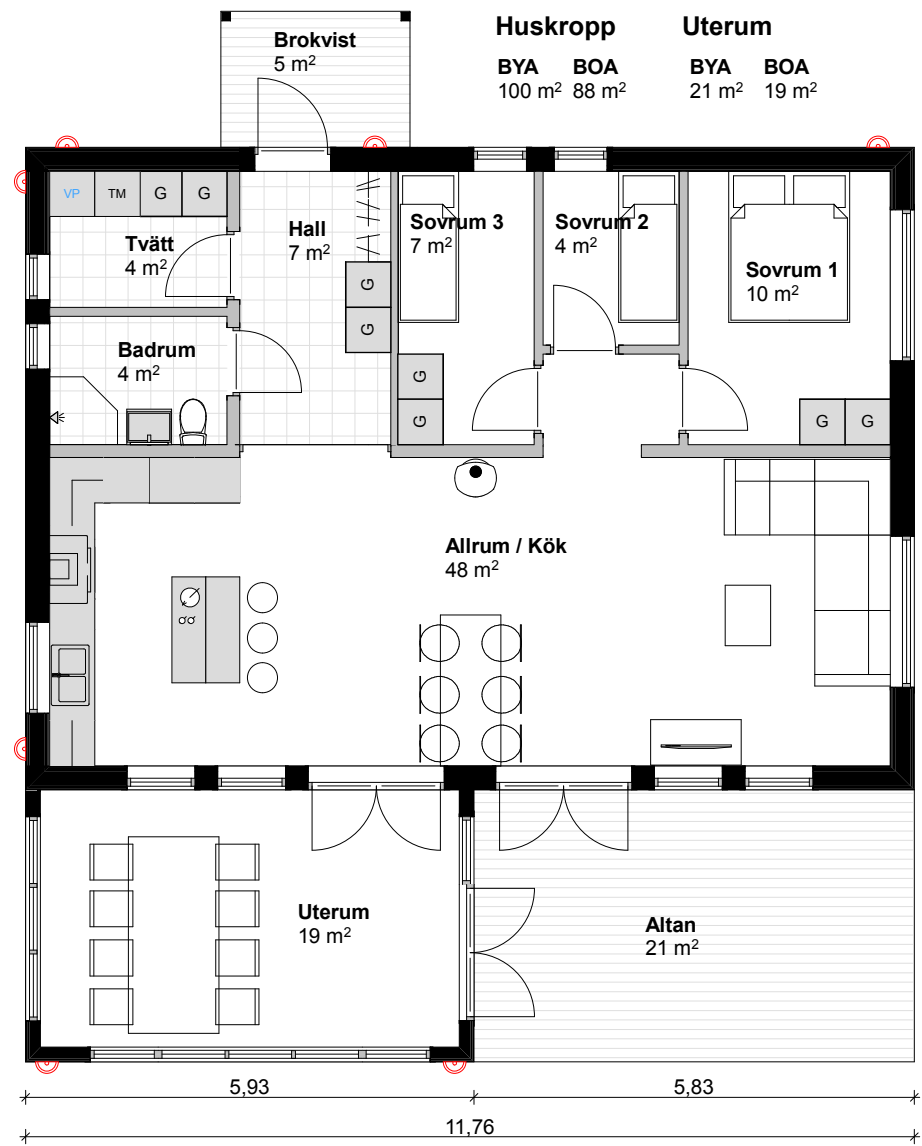 Huskropp Uterum
BYA BOA BYA BOA
100 m² 88 m² 21 m² 19 m²
Brokvist
5 m²
VP TM G G
Tvätt
4 m²
Hall
7 m²
G
G
Sovrum 3
7 m²
Sovrum 2
4 m²
Sovrum 1
10 m²
Badrum
4 m²
G
G
G G
Allrum / Kök
48 m²
Uterum
19 m²
Altan
21 m²
5,93 5,83
11,76